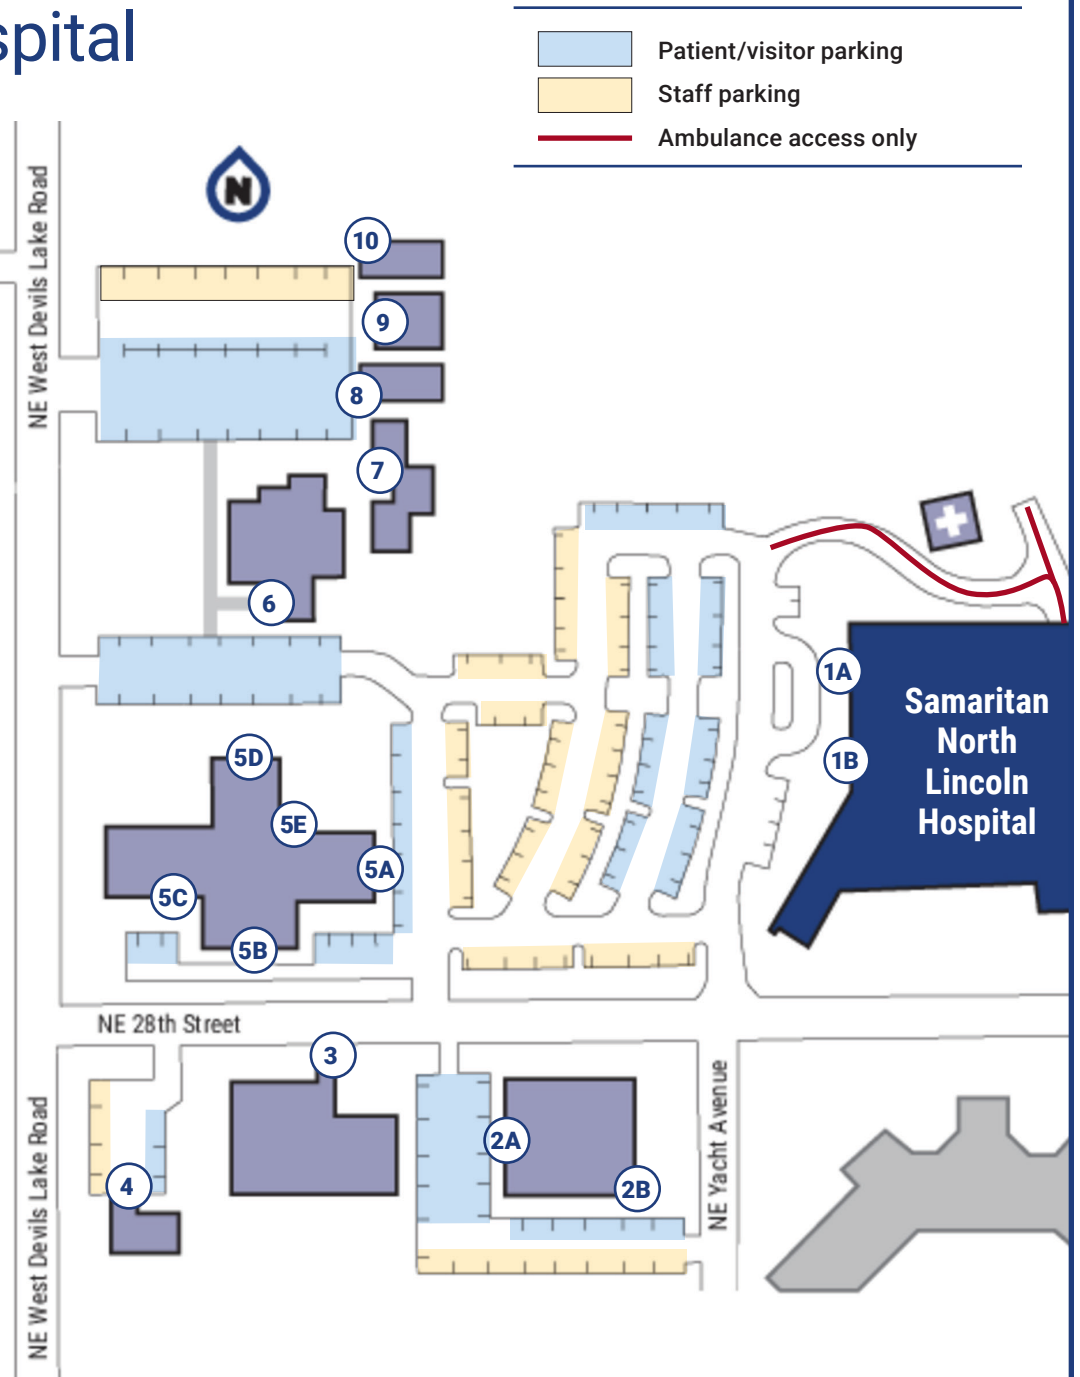 spital
Patient/visitor parking
Staff parking
Ambulance access only
N
NE West Devils Lake Road
10
9
8
7
6
1A
1B
Samaritan
North
Lincoln
Hospital
5D
5E
5A
5C
5B
NE 28th Street
3
2A
2B
4
NE Yacht Avenue
NE West Devils Lake Road